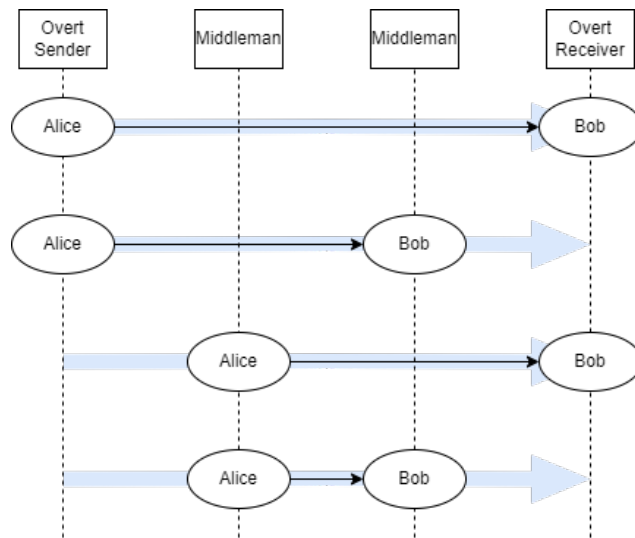 Overt
Sender
Middleman
Middleman
Overt
Receiver
Alice
Bob
Alice
Bob
Alice
Bob
Alice
Bob